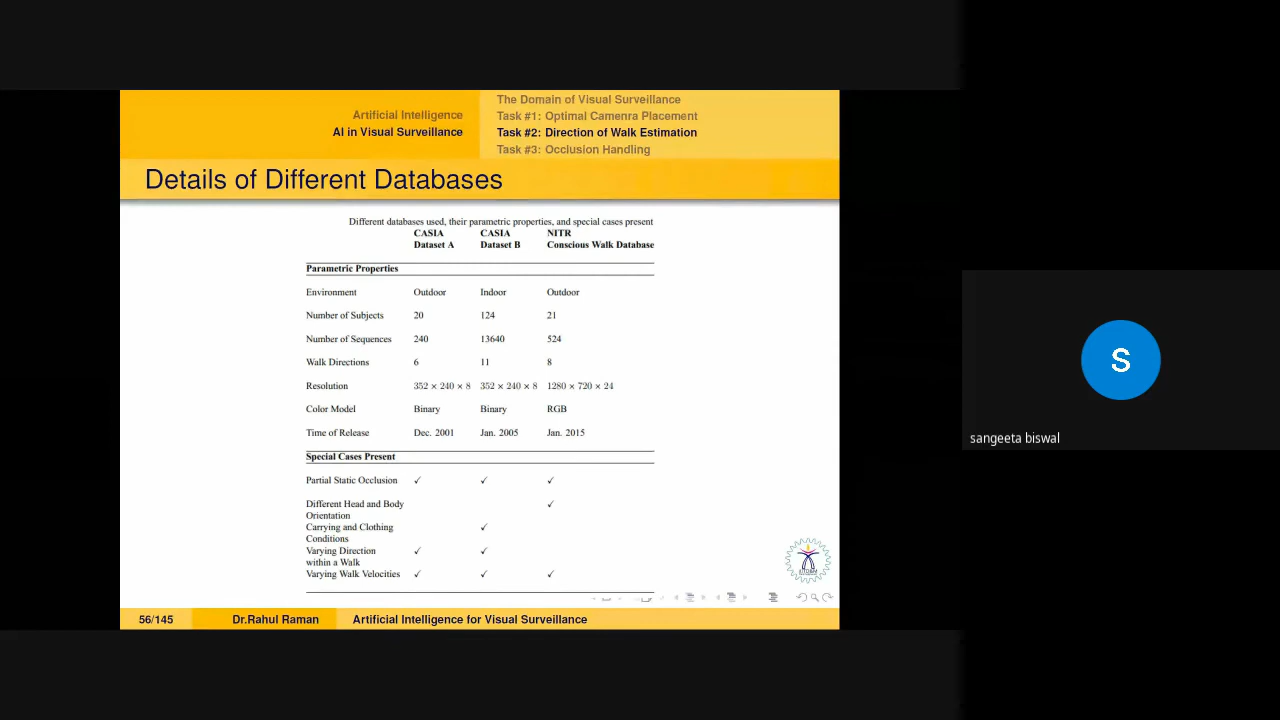 Artificial Intelligence
AI in Visual Surveillance
The Domain of Visual Surveillance
Task #1: Optimal Camenra Placement
Task #2: Direction of Walk Estimation
Task #3: Occlusion Handling
Details of Different Databases
Different databases used, their parametric properties, and special cases present
CASIA CASIA NITR
Dataset A Dataset B Conscious Walk Database
Parametric Properties
Environment Outdoor Indoor Outdoor
Number of Subjects 20 124 21
Number of Sequences 240 13640 524
Walk Directions 6 11 8
Resolution 352 × 240 × 8 352 × 240 × 8 1280 × 720 × 24
Color Model Binary Binary RGB
Time of Release Dec. 2001 Jan. 2005 Jan. 2015
Special Cases Present
Partial Static Occlusion ✓ ✓ ✓
Different Head and Body ✓
Orientation
Carrying and Clothing ✓
Conditions
Varying Direction ✓ ✓
within a Walk
Varying Walk Velocities ✓ ✓ ✓
56/145 Dr.Rahul Raman Artificial Intelligence for Visual Surveillance
S
sangeeta biswal